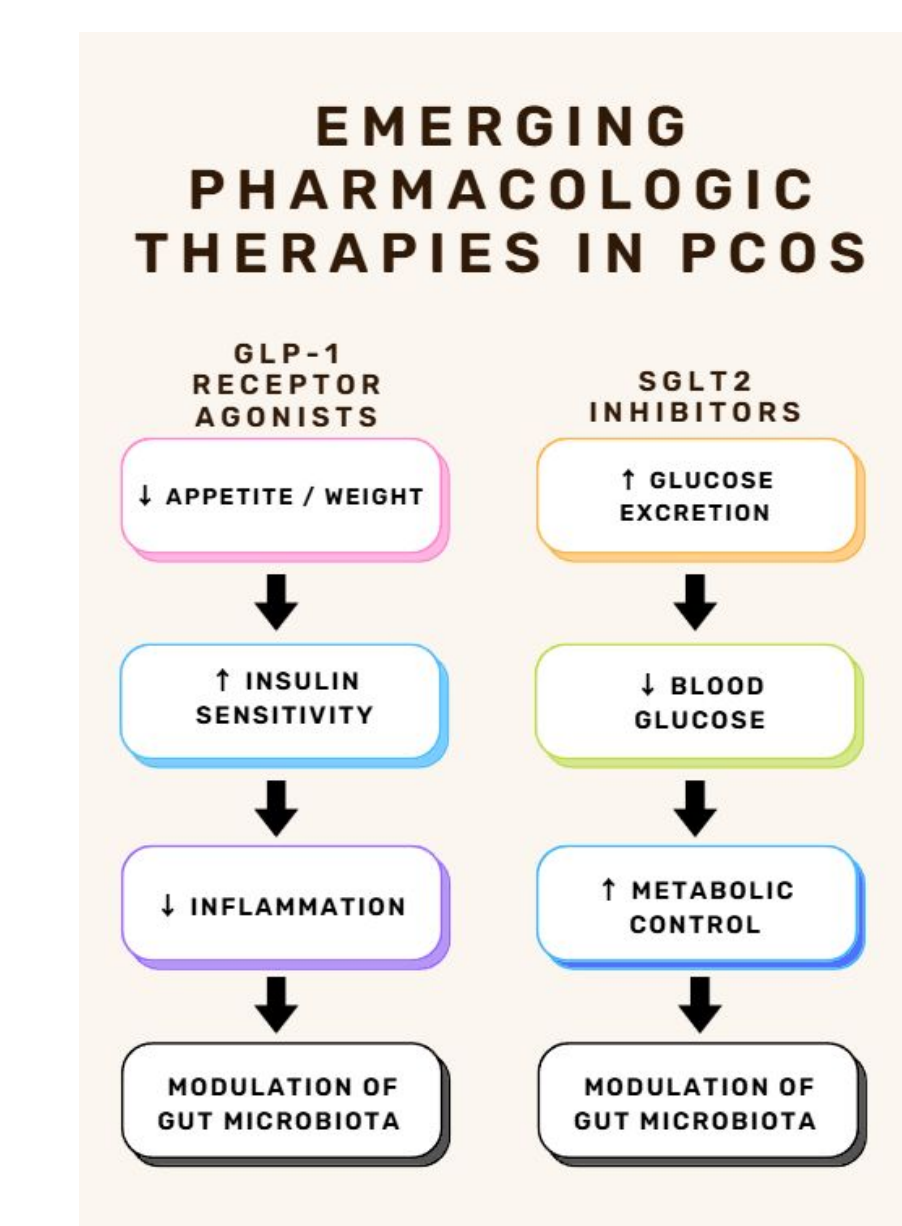 EMERGING
PHARMACOLOGIC
THERAPIES IN PCOS
GLP-1
RECEPTOR
AGONISTS
↓ APPETITE / WEIGHT
↑ INSULIN
SENSITIVITY
↓ INFLAMMATION
MODULATION OF
GUT MICROBIOTA
SGLT2
INHIBITORS
↑ GLUCOSE
EXCRETION
↓ BLOOD
GLUCOSE
↑ METABOLIC
CONTROL
MODULATION OF
GUT MICROBIOTA